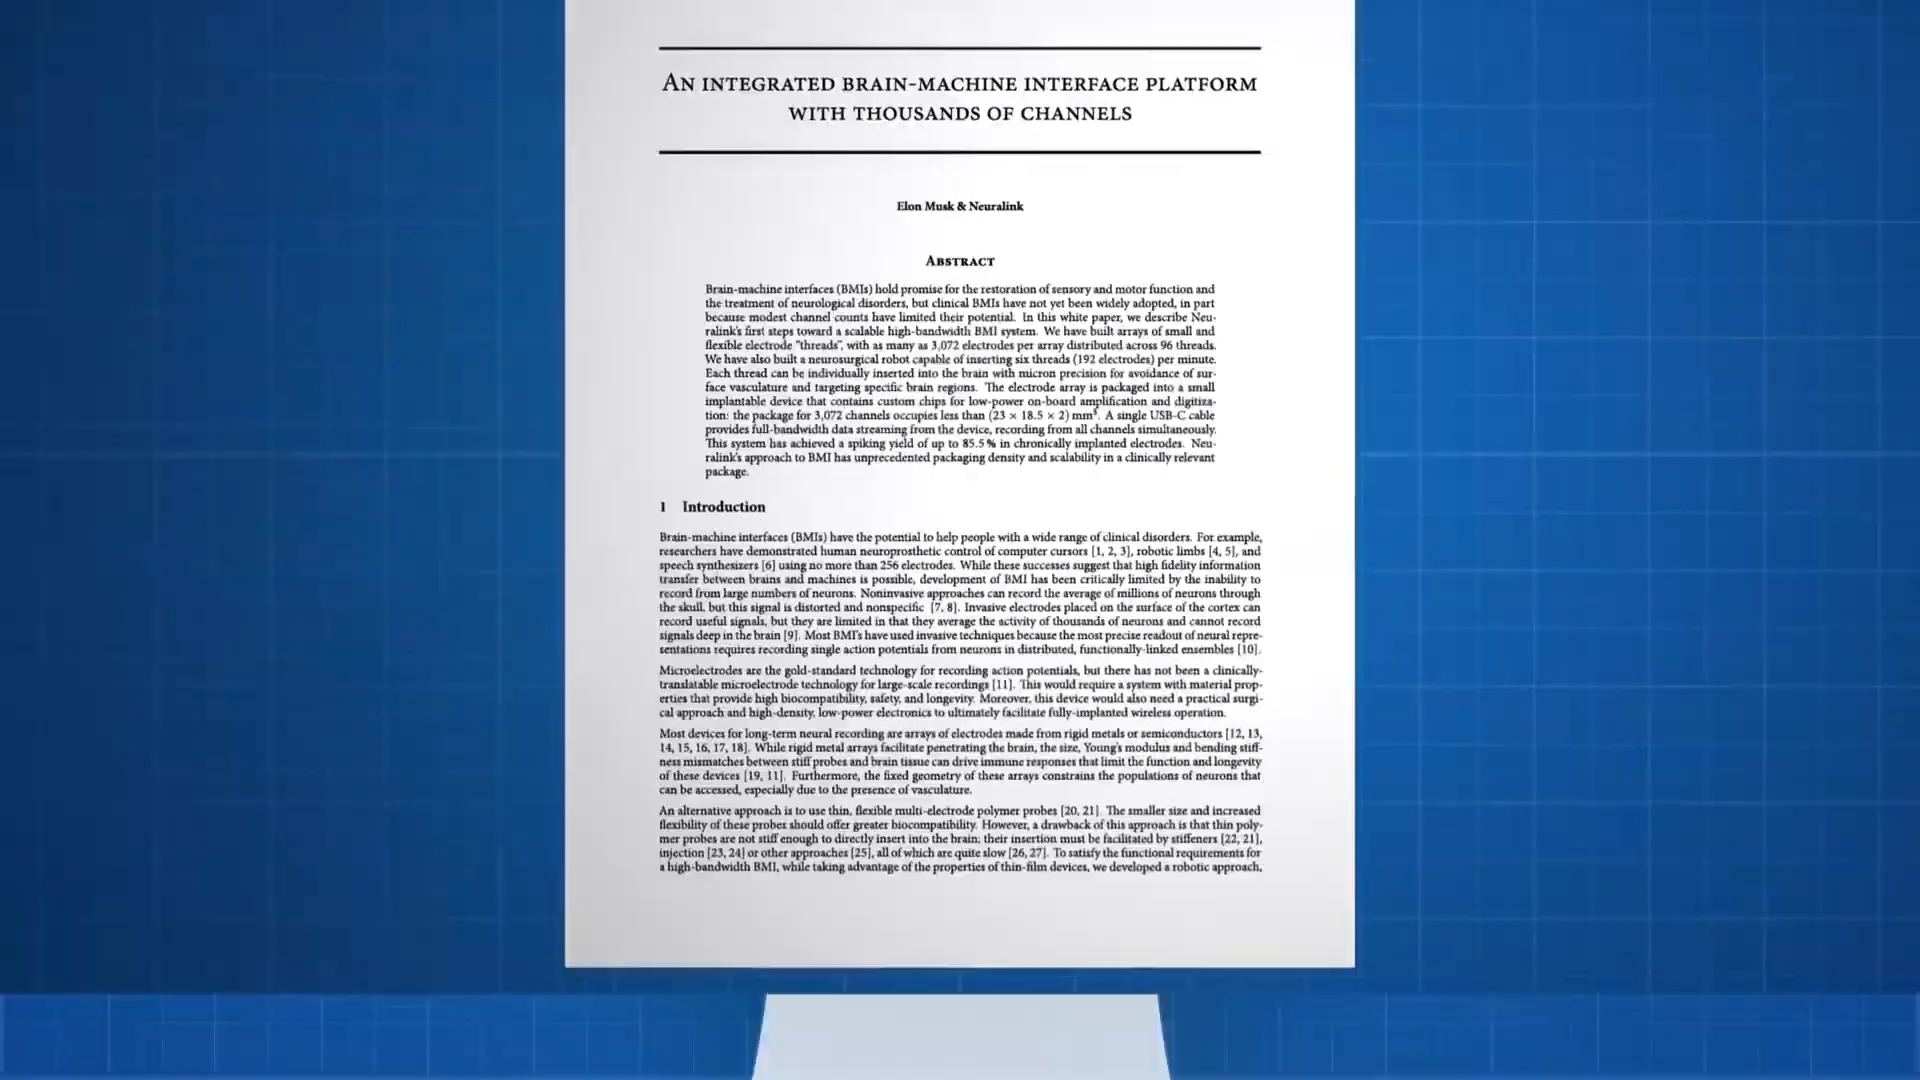 AN INTEGRATED BRAIN-MACHINE INTERFACE PLATFORM
WITH THOUSANDS OF CHANNELS
Elon Musk & Neuralink
ABSTRACT
Brain-machine interfaces (BMIs) hold promise for the restoration of sensory and motor function and
the treatment of neurological disorders, but clinical BMIs have not yet been widely adopted, in part
because modest channel counts have limited their potential. In this white paper, we describe Neu-
ralink's first steps toward a scalable high-bandwidth BMI system. We have built arrays of small and
flexible electrode "threads", with as many as 3,072 electrodes per array distributed across 96 threads.
We have also built a neurosurgical robot capable of inserting six threads (192 electrodes) per minute.
Each thread can be individually inserted into the brain with micron precision for avoidance of sur-
face vasculature and targeting specific brain regions. The electrode array is packaged into a small
implantable device that contains custom chips for low-power on-board amplification and digitiza-
tion: the package for 3,072 channels occupies less than (23 × 18.5 × 2) mm³. A single USB-C cable
provides full-bandwidth data streaming from the device, recording from all channels simultaneously.
This system has achieved a spiking yield of up to 85.5 % in chronically implanted electrodes. Neu-
ralink's approach to BMI has unprecedented packaging density and scalability in a clinically relevant
package.
1 Introduction
Brain-machine interfaces (BMIs) have the potential to help people with a wide range of clinical disorders. For example,
researchers have demonstrated human neuroprosthetic control of computer cursors [1, 2, 3], robotic limbs [4, 5], and
speech synthesizers [6] using no more than 256 electrodes. While these successes suggest that high fidelity information
transfer between brains and machines is possible, development of BMI has been critically limited by the inability to
record from large numbers of neurons. Noninvasive approaches can record the average of millions of neurons through
the skull, but this signal is distorted and nonspecific [7, 8]. Invasive electrodes placed on the surface of the cortex can
record useful signals, but they are limited in that they average the activity of thousands of neurons and cannot record
signals deep in the brain [9]. Most BMI's have used invasive techniques because the most precise readout of neural repre-
sentations requires recording single action potentials from neurons in distributed, functionally-linked ensembles [10].
Microelectrodes are the gold-standard technology for recording action potentials, but there has not been a clinically-
translatable microelectrode technology for large-scale recordings [11]. This would require a system with material prop-
erties that provide high biocompatibility, safety, and longevity. Moreover, this device would also need a practical surgi-
cal approach and high-density, low-power electronics to ultimately facilitate fully-implanted wireless operation.
Most devices for long-term neural recording are arrays of electrodes made from rigid metals or semiconductors [12, 13,
14, 15, 16, 17, 18]. While rigid metal arrays facilitate penetrating the brain, the size, Young's modulus and bending stiff-
ness mismatches between stiff probes and brain tissue can drive immune responses that limit the function and longevity
of these devices [19, 11]. Furthermore, the fixed geometry of these arrays constrains the populations of neurons that
can be accessed, especially due to the presence of vasculature.
An alternative approach is to use thin, flexible multi-electrode polymer probes [20, 21]. The smaller size and increased
flexibility of these probes should offer greater biocompatibility. However, a drawback of this approach is that thin poly-
mer probes are not stiff enough to directly insert into the brain; their insertion must be facilitated by stiffeners [22, 21],
injection [23, 24] or other approaches [25], all of which are quite slow [26, 27]. To satisfy the functional requirements for
a high-bandwidth BMI, while taking advantage of the properties of thin-film devices, we developed a robotic approach,